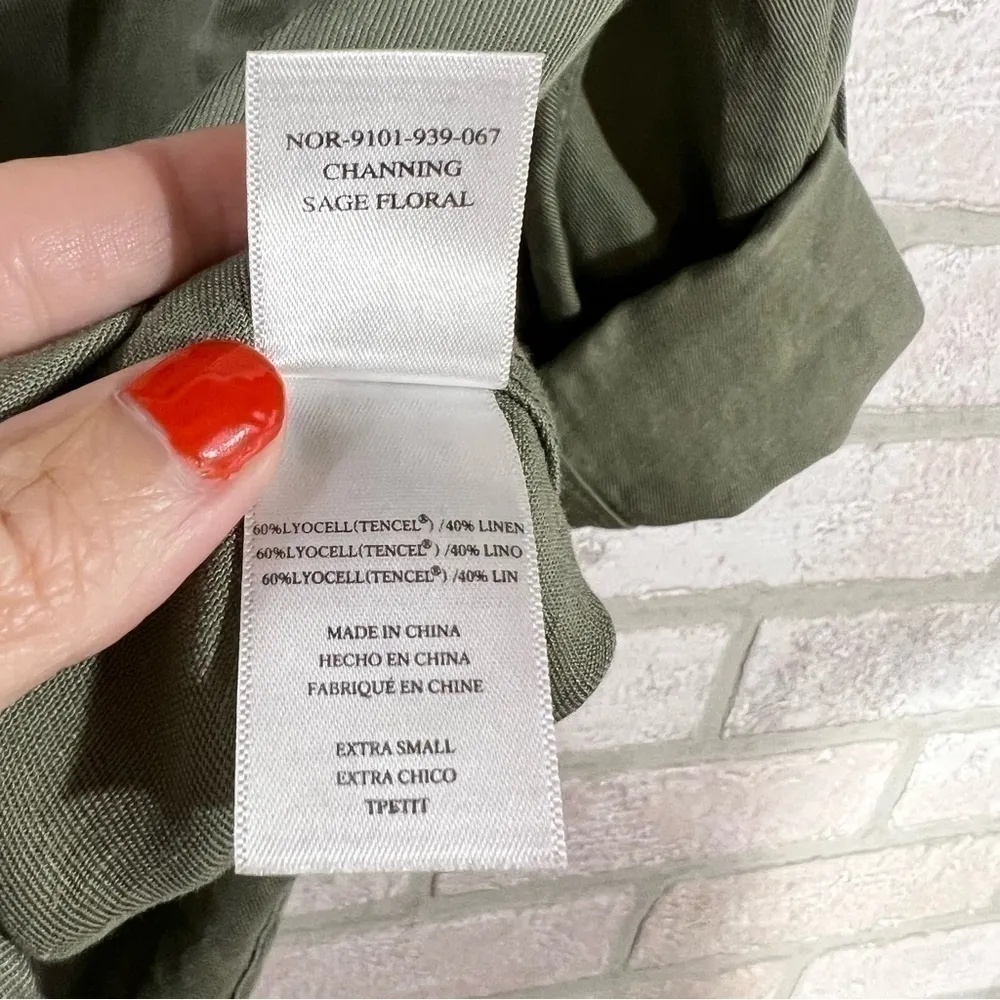 NOR-9101-939-067
CHANNING
SAGE FLORAL
60%LYOCELL(TENCEL®) /40% LINEN
60%LYOCELL(TENCEL®) /40% LINO
60%LYOCELL(TENCEL®) /40% LIN
MADE IN CHINA
HECHO EN CHINA
FABRIQUÉ EN CHINE
EXTRA SMALL
EXTRA CHICO
TPETIT